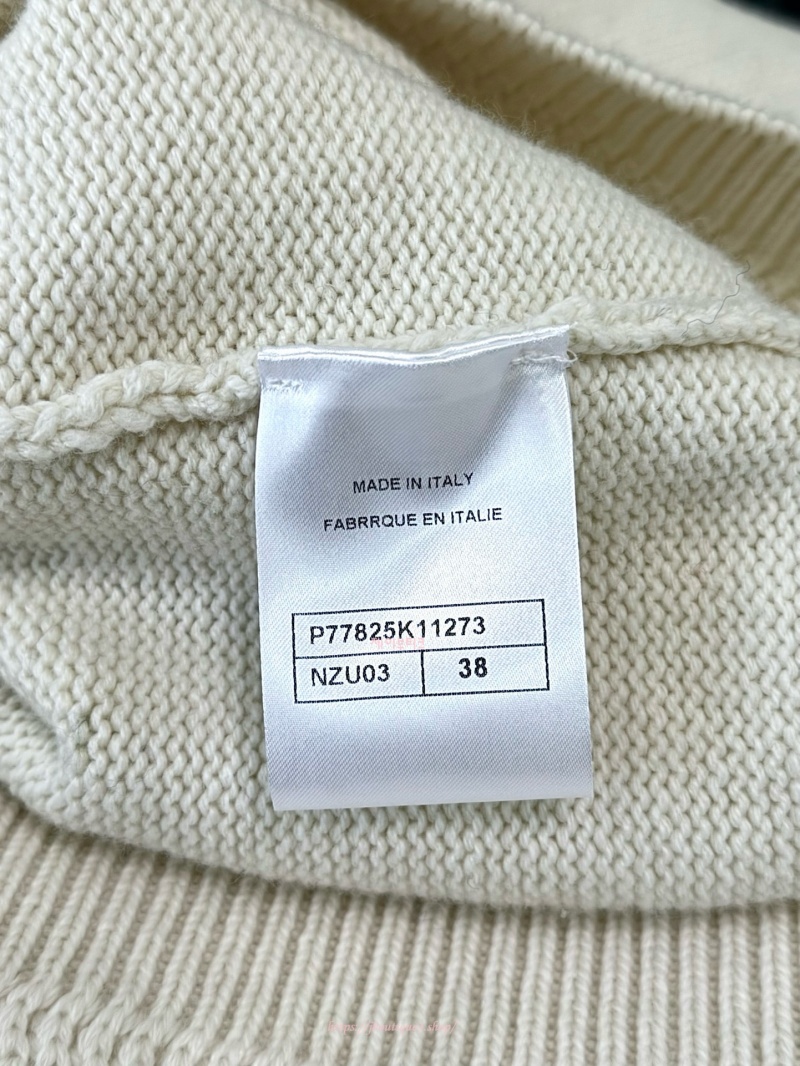 MADE IN ITALY
FABRRQUE EN ITALIE
P77825K11273
NZU03 38